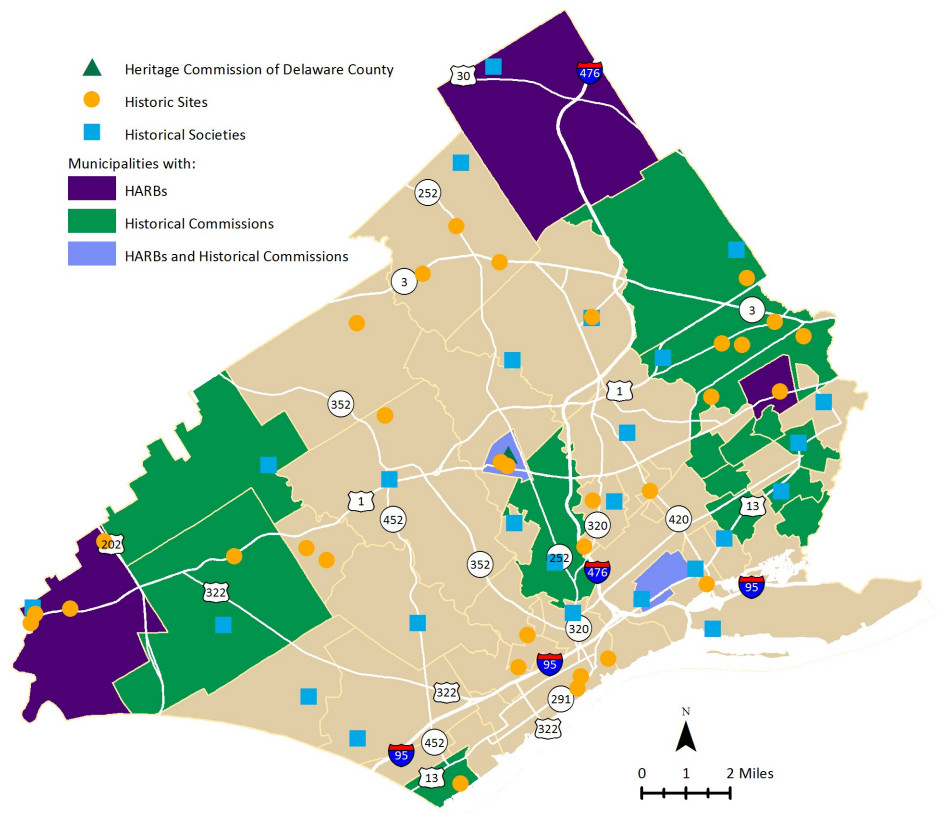 Heritage Commission of Delaware County
Historic Sites
Historical Societies
Municipalities with:
HARBs
Historical Commissions
HARBs and Historical Commissions
30
476
252
3
3
1
352
1
452
13
202
320
420
252
352
476
322
95
320
95
322
291
322
452
95
13
N
0 1 2 Miles